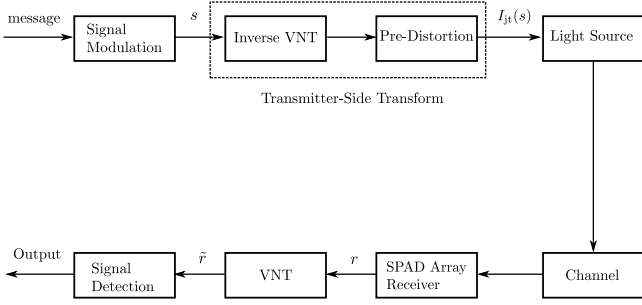 message
Signal
Modulation
s
Inverse VNT
Pre-Distortion
I_jt(s)
Light Source
Transmitter-Side Transform
Output
Signal
Detection
r̃
VNT
r
SPAD Array
Receiver
Channel